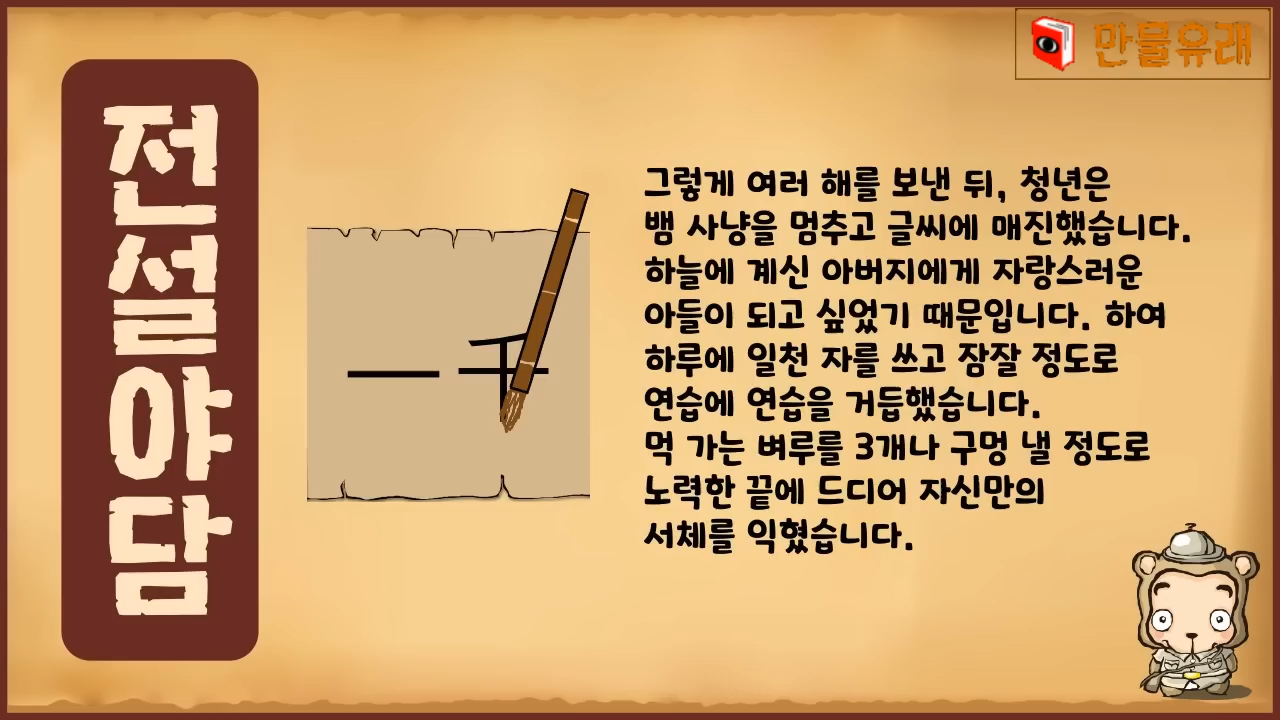 만물유래
전설야담
一千
그렇게 여러 해를 보낸 뒤, 청년은
뱀 사냥을 멈추고 글씨에 매진했습니다.
하늘에 계신 아버지에게 자랑스러운
아들이 되고 싶었기 때문입니다. 하여
하루에 일천 자를 쓰고 잠잘 정도로
연습에 연습을 거듭했습니다.
먹 가는 벼루를 3개나 구멍 낼 정도로
노력한 끝에 드디어 자신만의
서체를 익혔습니다.